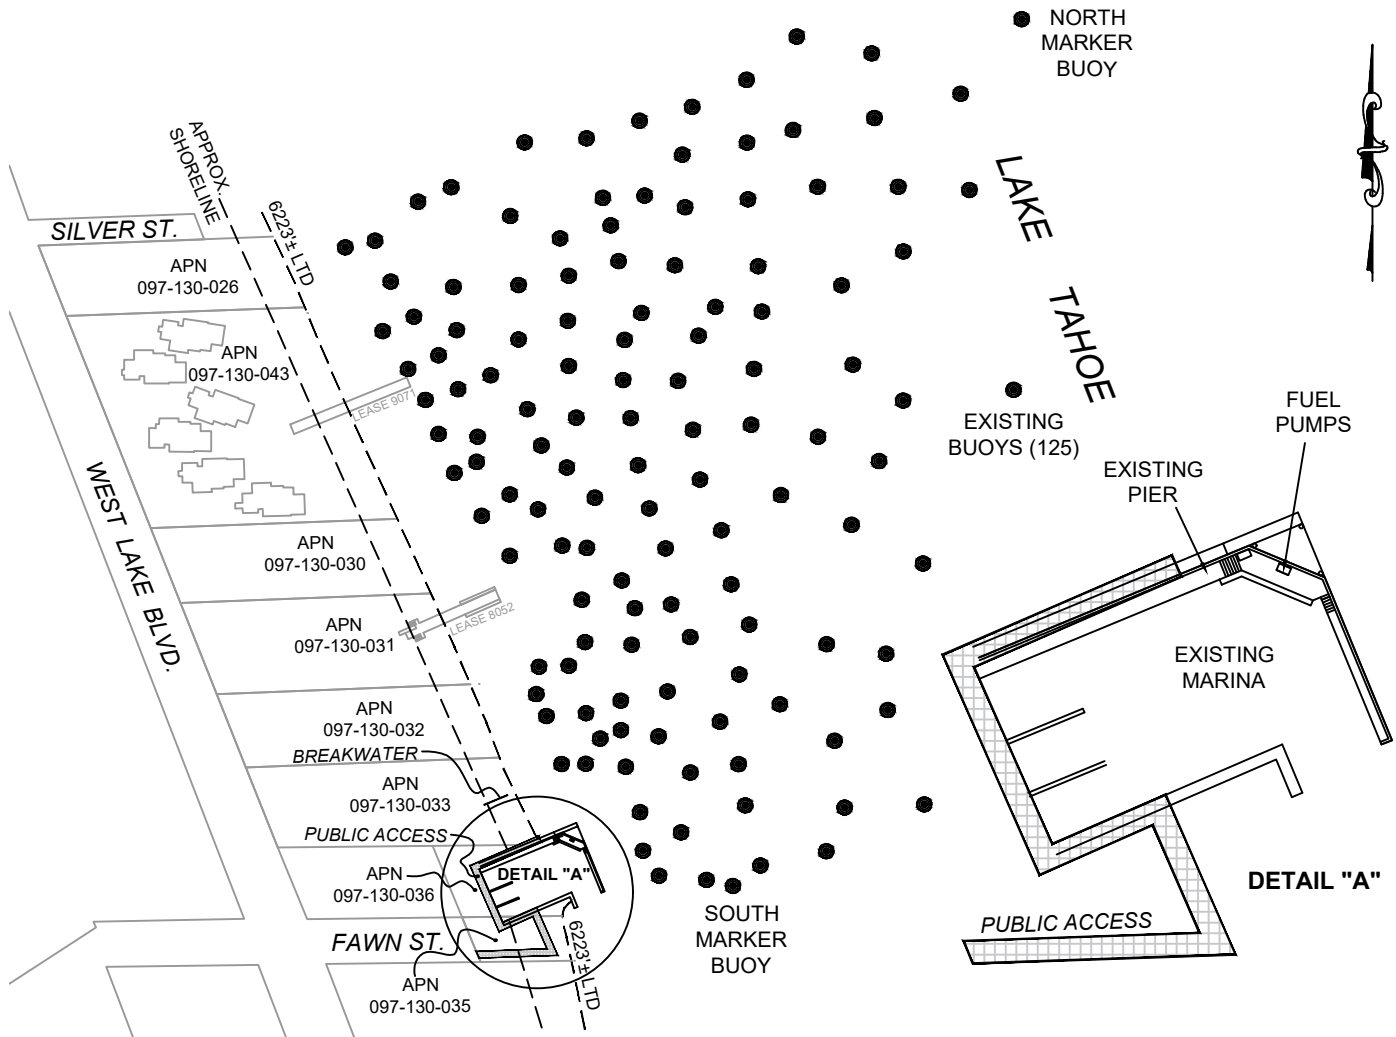 NORTH
MARKER
BUOY
APPROX.
SHORELINE
6223'± LTD
SILVER ST.
APN
097-130-026
APN
097-130-043
LEASE 9071
LAKE TAHOE
EXISTING
BUOYS (125)
FUEL
PUMPS
EXISTING
PIER
WEST LAKE BLVD.
APN
097-130-030
APN
097-130-031
LEASE 8052
EXISTING
MARINA
APN
097-130-032
BREAKWATER
APN
097-130-033
PUBLIC ACCESS
APN
097-130-036
DETAIL "A"
DETAIL "A"
SOUTH
MARKER
BUOY
PUBLIC ACCESS
FAWN ST.
6223'± LTD
APN
097-130-035